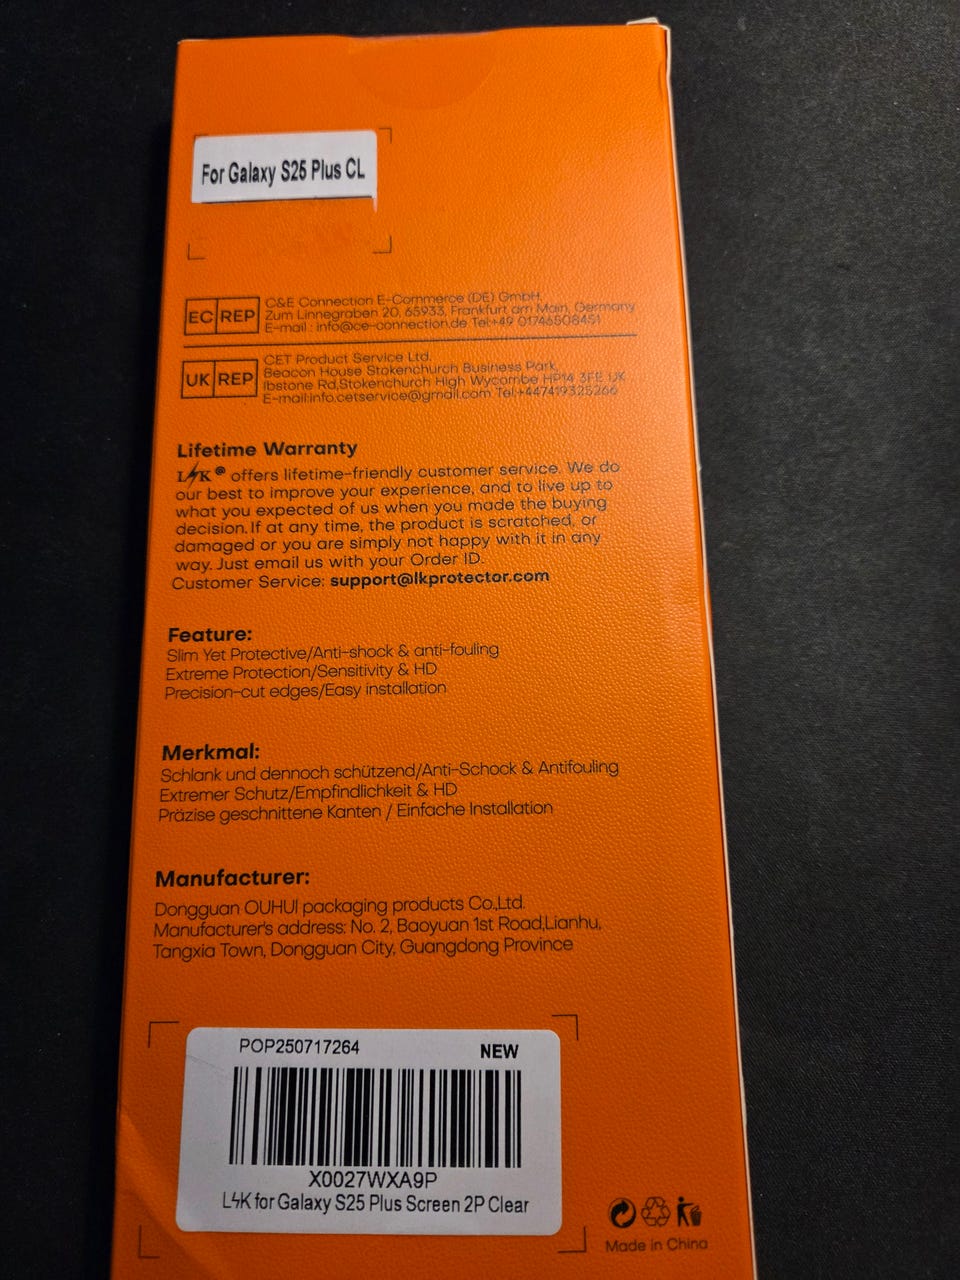 For Galaxy S25 Plus CL
EC REP
C&E Connection E-Commerce (DE) GmbH,
Zum Linnegraben 20, 65933, Frankfurt am Main, Germany
E-mail : info@ce-connection.de Tel:+49 01746508451
UK REP
CET Product Service Ltd.
Beacon House Stokenchurch Business Park,
Ibstone Rd,Stokenchurch High Wycombe HP14 3FE UK
E-mail:info.cetservice@gmail.com Tel:+447419325266
Lifetime Warranty
LK® offers lifetime-friendly customer service. We do
our best to improve your experience, and to live up to
what you expected of us when you made the buying
decision. If at any time, the product is scratched, or
damaged or you are simply not happy with it in any
way. Just email us with your Order ID.
Customer Service: support@lkprotector.com
Feature:
Slim Yet Protective/Anti-shock & anti-fouling
Extreme Protection/Sensitivity & HD
Precision-cut edges/Easy installation
Merkmal:
Schlank und dennoch schützend/Anti-Schock & Antifouling
Extremer Schutz/Empfindlichkeit & HD
Präzise geschnittene Kanten / Einfache Installation
Manufacturer:
Dongguan OUHUI packaging products Co.,Ltd.
Manufacturer's address: No. 2, Baoyuan 1st Road,Lianhu,
Tangxia Town, Dongguan City, Guangdong Province
POP250717264 NEW
X0027WXA9P
LϟK for Galaxy S25 Plus Screen 2P Clear
Made in China